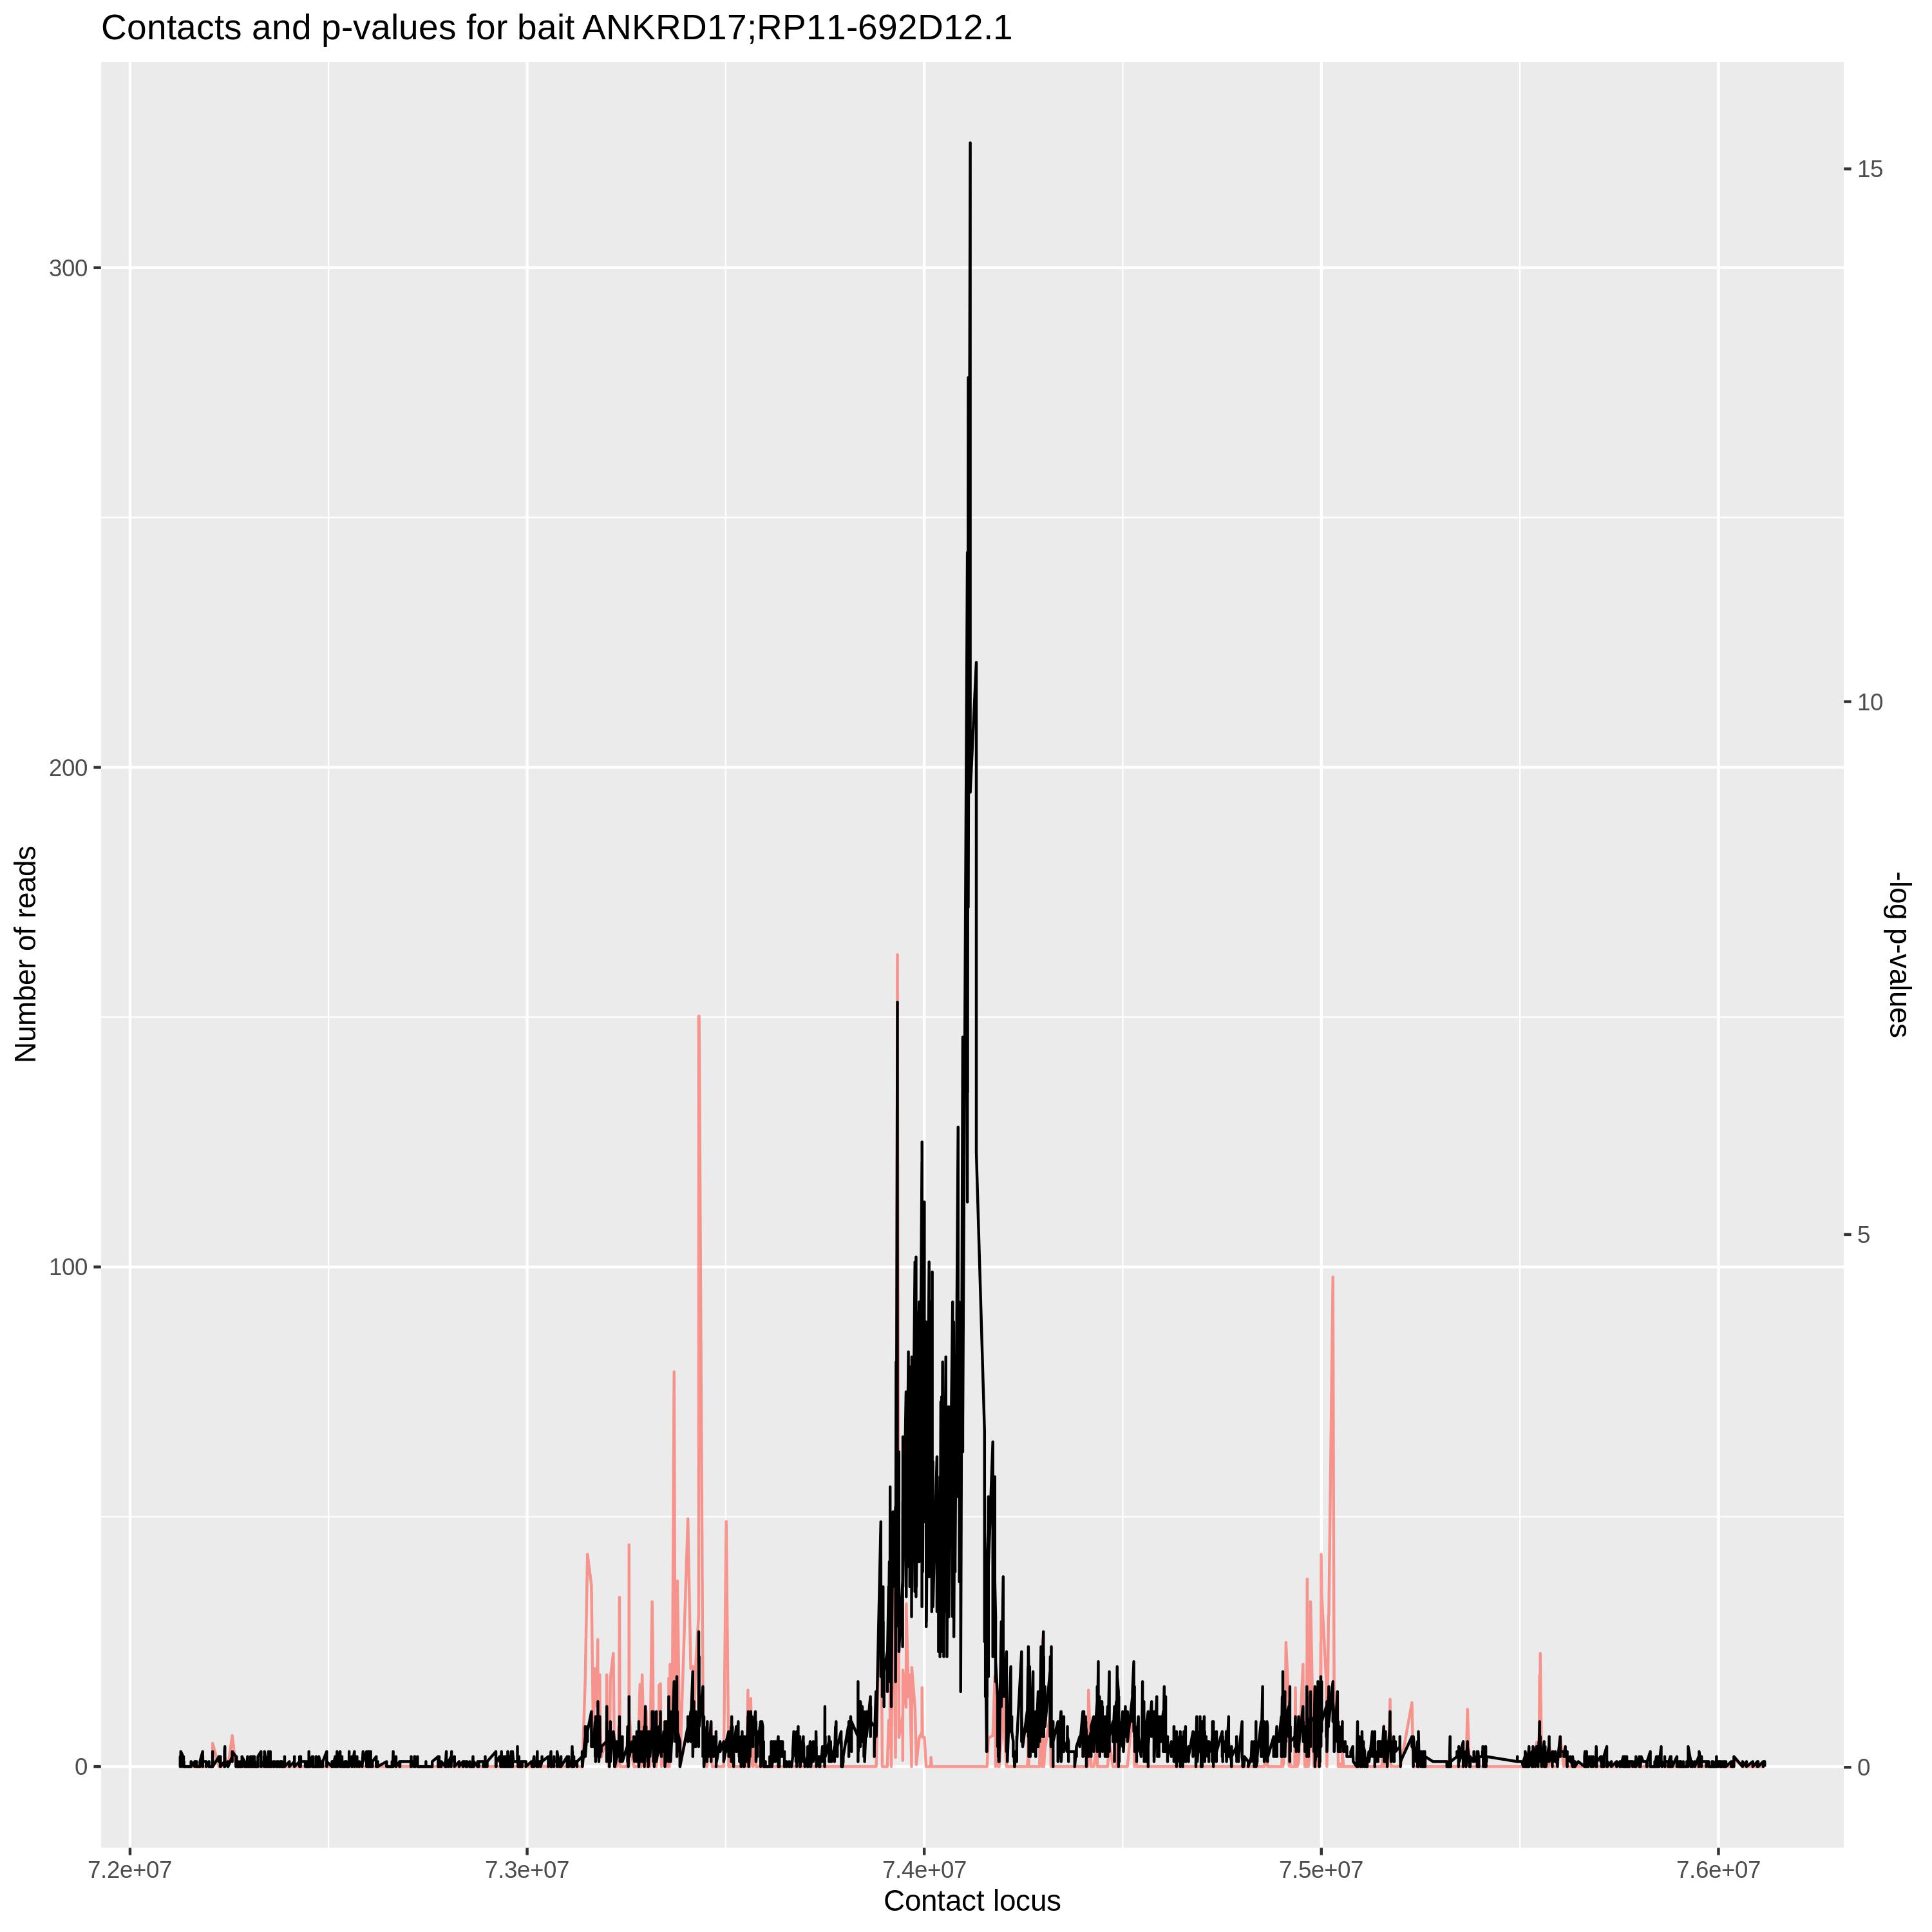 Contacts and p-values for bait ANKRD17;RP11-692D12.1
Number of reads
300
200
100
0
15
10
5
0
-log p-values
7.2e+07 7.3e+07 7.4e+07 7.5e+07 7.6e+07
Contact locus